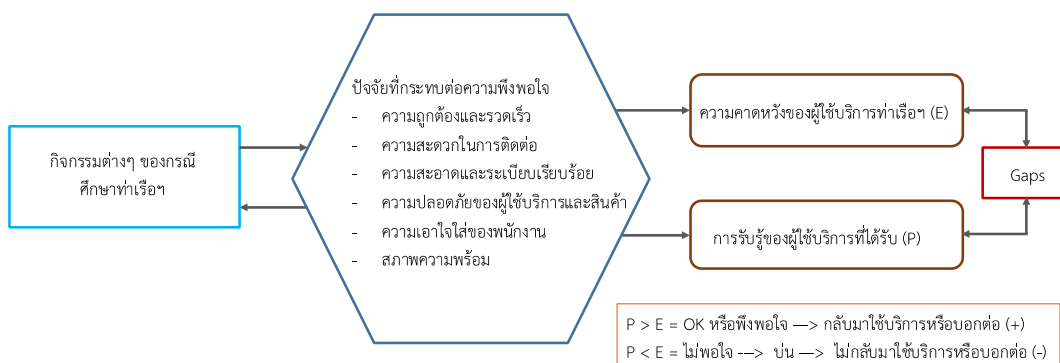 กิจกรรมต่างๆ ของกรณี
ศึกษาท่าเรือฯ
ปัจจัยที่กระทบต่อความพึงพอใจ
- ความถูกต้องและรวดเร็ว
- ความสะดวกในการติดต่อ
- ความสะอาดและระเบียบเรียบร้อย
- ความปลอดภัยของผู้ใช้บริการและสินค้า
- ความเอาใจใส่ของพนักงาน
- สภาพความพร้อม
ความคาดหวังของผู้ใช้บริการท่าเรือฯ (E)
การรับรู้ของผู้ใช้บริการที่ได้รับ (P)
Gaps
P > E = OK หรือพึงพอใจ —> กลับมาใช้บริการหรือบอกต่อ (+)
P < E = ไม่พอใจ --> บ่น —> ไม่กลับมาใช้บริการหรือบอกต่อ (-)